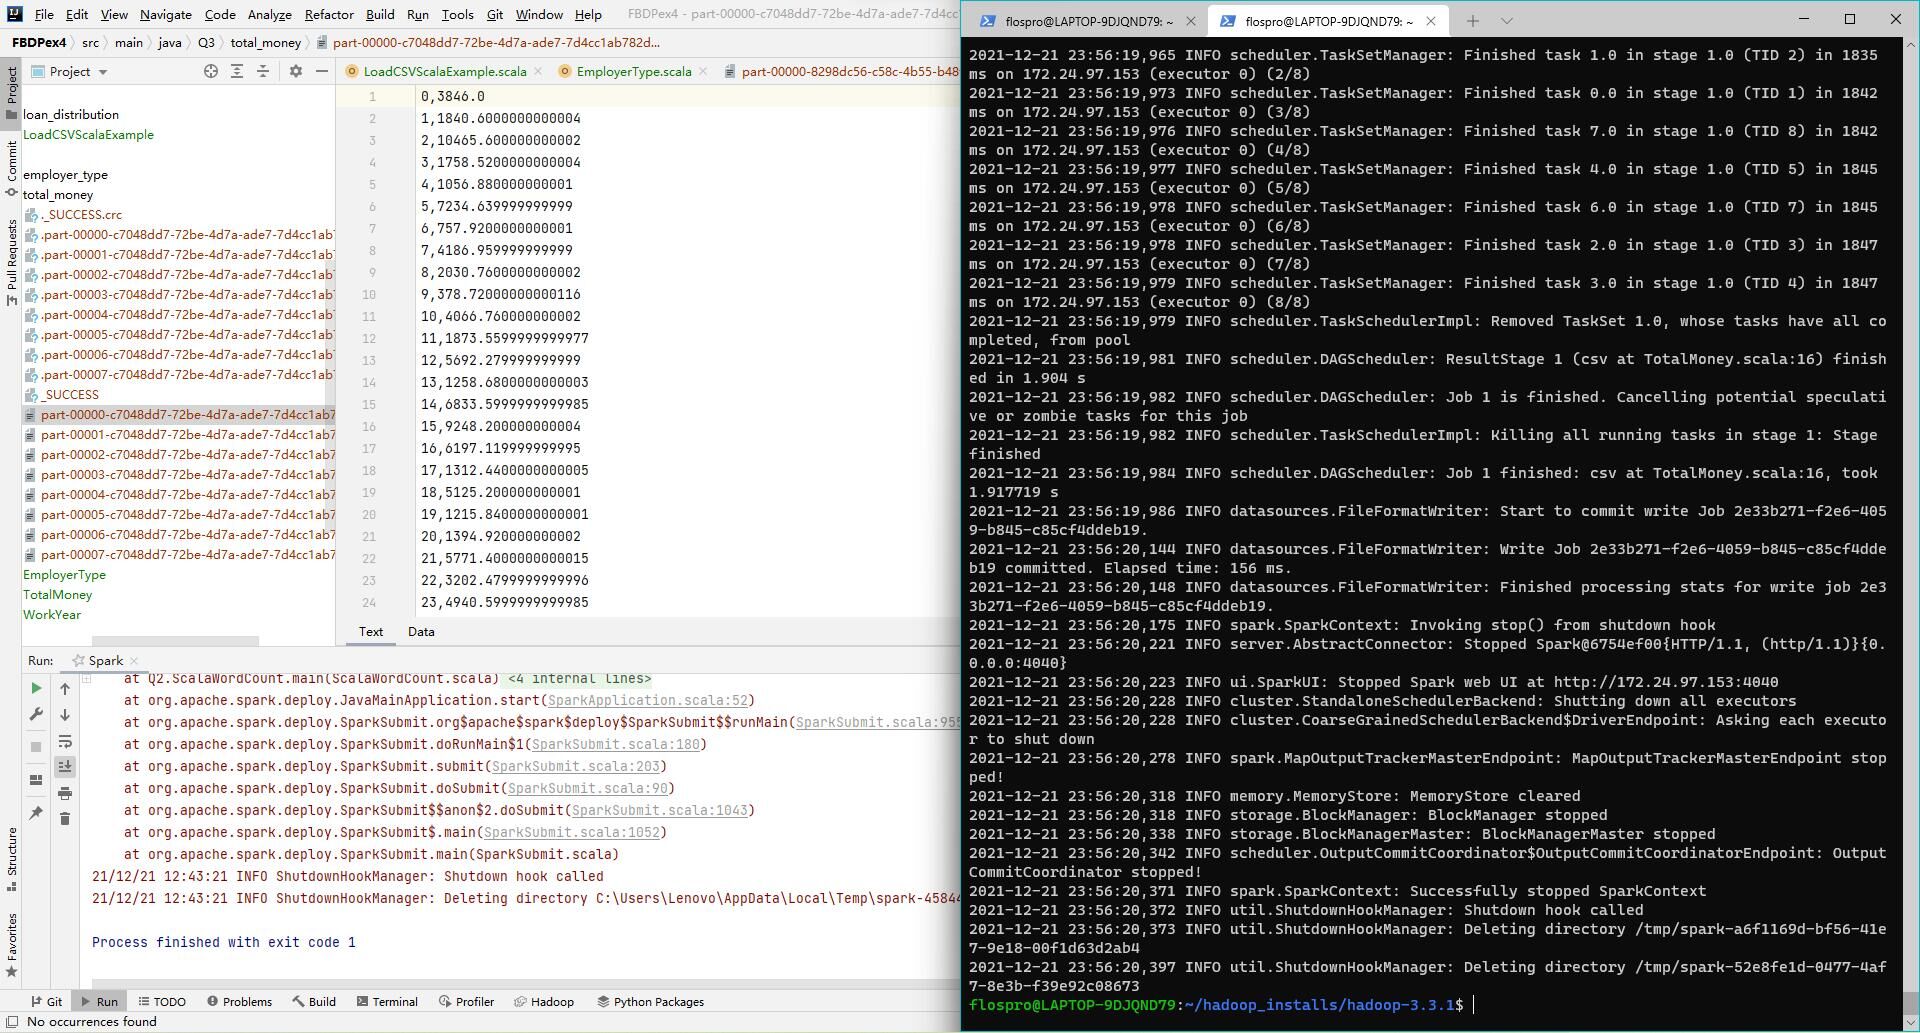 File Edit View Navigate Code Analyze Refactor Build Run Tools Git Window Help FBDPex4 - part-00000-c7048dd7-72be-4d7a-ade7-7d4cc1ab782d... 
FBDPex4 src main java Q3 total_money part-00000-c7048dd7-72be-4d7a-ade7-7d4cc1ab782d...
Project
LoadCSVScalaExample.scala EmployerType.scala part-00000-8298dc56-c58c-4b55-b48
Project
Commit
Pull Requests
Structure
Favorites
loan_distribution
LoadCSVScalaExample
employer_type
total_money
._SUCCESS.crc
.part-00000-c7048dd7-72be-4d7a-ade7-7d4cc1ab7
.part-00001-c7048dd7-72be-4d7a-ade7-7d4cc1ab7
.part-00002-c7048dd7-72be-4d7a-ade7-7d4cc1ab7
.part-00003-c7048dd7-72be-4d7a-ade7-7d4cc1ab7
.part-00004-c7048dd7-72be-4d7a-ade7-7d4cc1ab7
.part-00005-c7048dd7-72be-4d7a-ade7-7d4cc1ab7
.part-00006-c7048dd7-72be-4d7a-ade7-7d4cc1ab7
.part-00007-c7048dd7-72be-4d7a-ade7-7d4cc1ab7
_SUCCESS
part-00000-c7048dd7-72be-4d7a-ade7-7d4cc1ab7
part-00001-c7048dd7-72be-4d7a-ade7-7d4cc1ab7
part-00002-c7048dd7-72be-4d7a-ade7-7d4cc1ab7
part-00003-c7048dd7-72be-4d7a-ade7-7d4cc1ab7
part-00004-c7048dd7-72be-4d7a-ade7-7d4cc1ab7
part-00005-c7048dd7-72be-4d7a-ade7-7d4cc1ab7
part-00006-c7048dd7-72be-4d7a-ade7-7d4cc1ab7
part-00007-c7048dd7-72be-4d7a-ade7-7d4cc1ab7
EmployerType
TotalMoney
WorkYear
1 0,3846.0
2 1,1840.6000000000004
3 2,10465.600000000002
4 3,1758.5200000000004
5 4,1056.880000000001
6 5,7234.639999999999
7 6,757.9200000000001
8 7,4186.959999999999
9 8,2030.7600000000002
10 9,378.72000000000116
11 10,4066.760000000002
12 11,1873.5599999999977
13 12,5692.279999999999
14 13,1258.6800000000003
15 14,6833.5999999999985
16 15,9248.200000000004
17 16,6197.119999999995
18 17,1312.4400000000005
19 18,5125.200000000001
20 19,1215.8400000000001
21 20,1394.920000000002
22 21,5771.4000000000015
23 22,3202.4799999999996
24 23,4940.5999999999985
Text Data
Run: Spark
at Q2.ScalaWordCount.main(ScalaWordCount.scala) <4 internal lines>
at org.apache.spark.deploy.JavaMainApplication.start(SparkApplication.scala:52)
at org.apache.spark.deploy.SparkSubmit.org$apache$spark$deploy$SparkSubmit$$runMain(SparkSubmit.scala:955
at org.apache.spark.deploy.SparkSubmit.doRunMain$1(SparkSubmit.scala:180)
at org.apache.spark.deploy.SparkSubmit.submit(SparkSubmit.scala:203)
at org.apache.spark.deploy.SparkSubmit.doSubmit(SparkSubmit.scala:90)
at org.apache.spark.deploy.SparkSubmit$$anon$2.doSubmit(SparkSubmit.scala:1043)
at org.apache.spark.deploy.SparkSubmit$.main(SparkSubmit.scala:1052)
at org.apache.spark.deploy.SparkSubmit.main(SparkSubmit.scala)
21/12/21 12:43:21 INFO ShutdownHookManager: Shutdown hook called
21/12/21 12:43:21 INFO ShutdownHookManager: Deleting directory C:\Users\Lenovo\AppData\Local\Temp\spark-45844
Process finished with exit code 1
Git Run TODO Problems Build Terminal Profiler Hadoop Python Packages
No occurrences found
flospro@LAPTOP-9DJQND79: ~ flospro@LAPTOP-9DJQND79: ~
2021-12-21 23:56:19,965 INFO scheduler.TaskSetManager: Finished task 1.0 in stage 1.0 (TID 2) in 1835
ms on 172.24.97.153 (executor 0) (2/8)
2021-12-21 23:56:19,973 INFO scheduler.TaskSetManager: Finished task 0.0 in stage 1.0 (TID 1) in 1842
ms on 172.24.97.153 (executor 0) (3/8)
2021-12-21 23:56:19,976 INFO scheduler.TaskSetManager: Finished task 7.0 in stage 1.0 (TID 8) in 1842
ms on 172.24.97.153 (executor 0) (4/8)
2021-12-21 23:56:19,977 INFO scheduler.TaskSetManager: Finished task 4.0 in stage 1.0 (TID 5) in 1845
ms on 172.24.97.153 (executor 0) (5/8)
2021-12-21 23:56:19,978 INFO scheduler.TaskSetManager: Finished task 6.0 in stage 1.0 (TID 7) in 1845
ms on 172.24.97.153 (executor 0) (6/8)
2021-12-21 23:56:19,978 INFO scheduler.TaskSetManager: Finished task 2.0 in stage 1.0 (TID 3) in 1847
ms on 172.24.97.153 (executor 0) (7/8)
2021-12-21 23:56:19,979 INFO scheduler.TaskSetManager: Finished task 3.0 in stage 1.0 (TID 4) in 1847
ms on 172.24.97.153 (executor 0) (8/8)
2021-12-21 23:56:19,979 INFO scheduler.TaskSchedulerImpl: Removed TaskSet 1.0, whose tasks have all co
mpleted, from pool
2021-12-21 23:56:19,981 INFO scheduler.DAGScheduler: ResultStage 1 (csv at TotalMoney.scala:16) finish
ed in 1.904 s
2021-12-21 23:56:19,982 INFO scheduler.DAGScheduler: Job 1 is finished. Cancelling potential speculati
ve or zombie tasks for this job
2021-12-21 23:56:19,982 INFO scheduler.TaskSchedulerImpl: Killing all running tasks in stage 1: Stage
finished
2021-12-21 23:56:19,984 INFO scheduler.DAGScheduler: Job 1 finished: csv at TotalMoney.scala:16, took
1.917719 s
2021-12-21 23:56:19,986 INFO datasources.FileFormatWriter: Start to commit write Job 2e33b271-f2e6-405
9-b845-c85cf4ddeb19.
2021-12-21 23:56:20,144 INFO datasources.FileFormatWriter: Write Job 2e33b271-f2e6-4059-b845-c85cf4dde
b19 committed. Elapsed time: 156 ms.
2021-12-21 23:56:20,148 INFO datasources.FileFormatWriter: Finished processing stats for write job 2e3
3b271-f2e6-4059-b845-c85cf4ddeb19.
2021-12-21 23:56:20,175 INFO spark.SparkContext: Invoking stop() from shutdown hook
2021-12-21 23:56:20,221 INFO server.AbstractConnector: Stopped Spark@6754ef00{HTTP/1.1, (http/1.1)}{0.
0.0.0:4040}
2021-12-21 23:56:20,223 INFO ui.SparkUI: Stopped Spark web UI at http://172.24.97.153:4040
2021-12-21 23:56:20,228 INFO cluster.StandaloneSchedulerBackend: Shutting down all executors
2021-12-21 23:56:20,228 INFO cluster.CoarseGrainedSchedulerBackend$DriverEndpoint: Asking each executo
r to shut down
2021-12-21 23:56:20,278 INFO spark.MapOutputTrackerMasterEndpoint: MapOutputTrackerMasterEndpoint stop
ped!
2021-12-21 23:56:20,318 INFO memory.MemoryStore: MemoryStore cleared
2021-12-21 23:56:20,318 INFO storage.BlockManager: BlockManager stopped
2021-12-21 23:56:20,338 INFO storage.BlockManagerMaster: BlockManagerMaster stopped
2021-12-21 23:56:20,342 INFO scheduler.OutputCommitCoordinator$OutputCommitCoordinatorEndpoint: Output
CommitCoordinator stopped!
2021-12-21 23:56:20,371 INFO spark.SparkContext: Successfully stopped SparkContext
2021-12-21 23:56:20,372 INFO util.ShutdownHookManager: Shutdown hook called
2021-12-21 23:56:20,373 INFO util.ShutdownHookManager: Deleting directory /tmp/spark-a6f1169d-bf56-41e
7-9e18-00f1d63d2ab4
2021-12-21 23:56:20,397 INFO util.ShutdownHookManager: Deleting directory /tmp/spark-52e8fe1d-0477-4af
7-8e3b-f39e92c08673
flospro@LAPTOP-9DJQND79:~/hadoop_installs/hadoop-3.3.1$